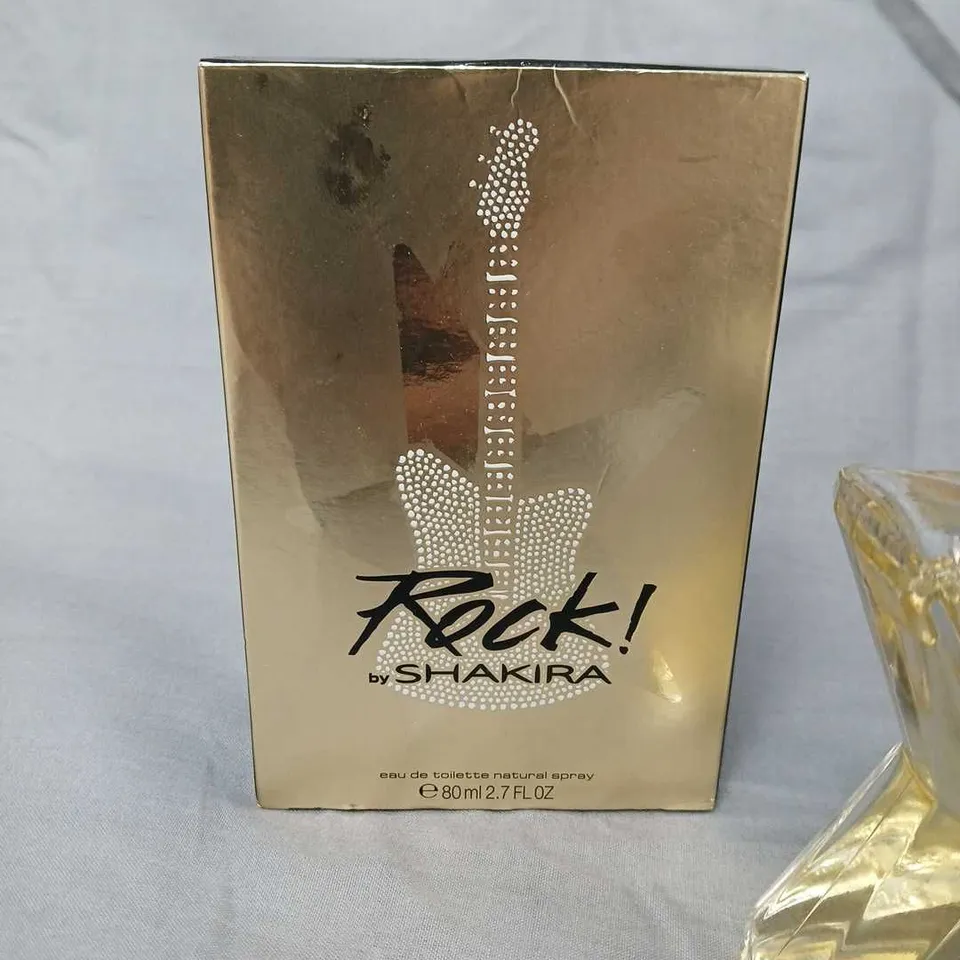 Rock!
by SHAKIRA
eau de toilette natural spray
℮ 80 ml 2.7 FL OZ